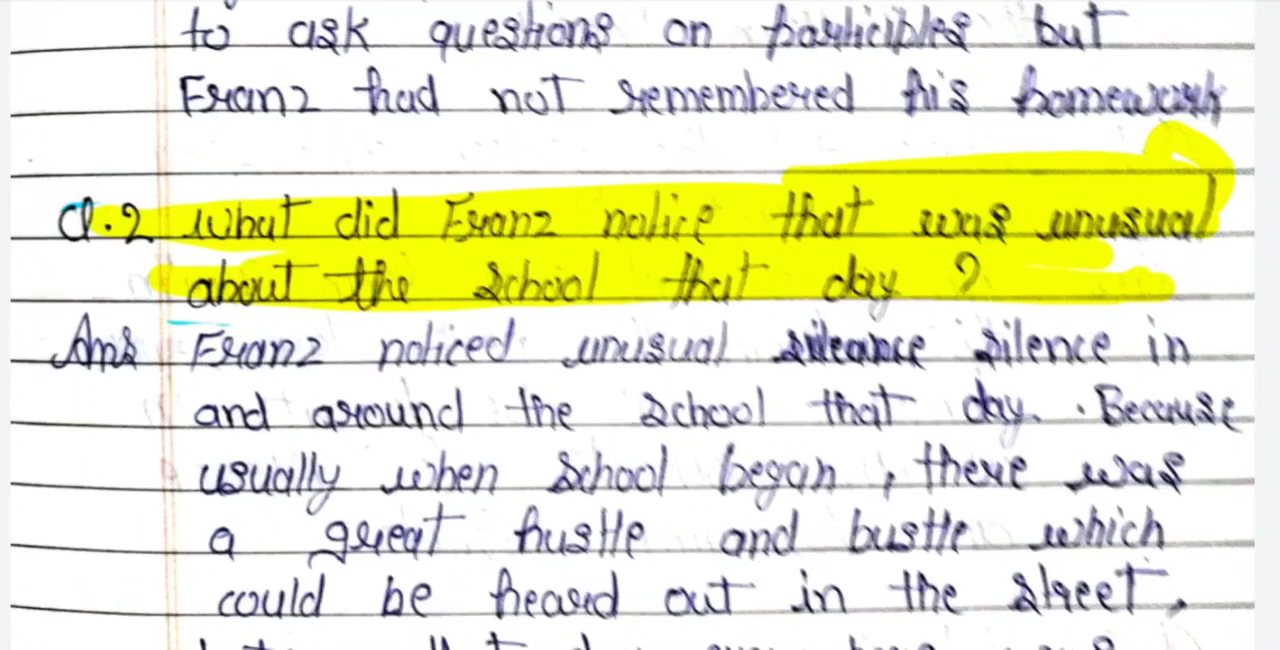 to ask questions on participles but
Franz had not remembered his homework
Q.2 What did Franz notice that was unusual
about the school that day ?
Ans Franz noticed unusual silence in
and around the school that day. Because
usually when school began , there was
a great hustle and bustle which
could be heard out in the street,